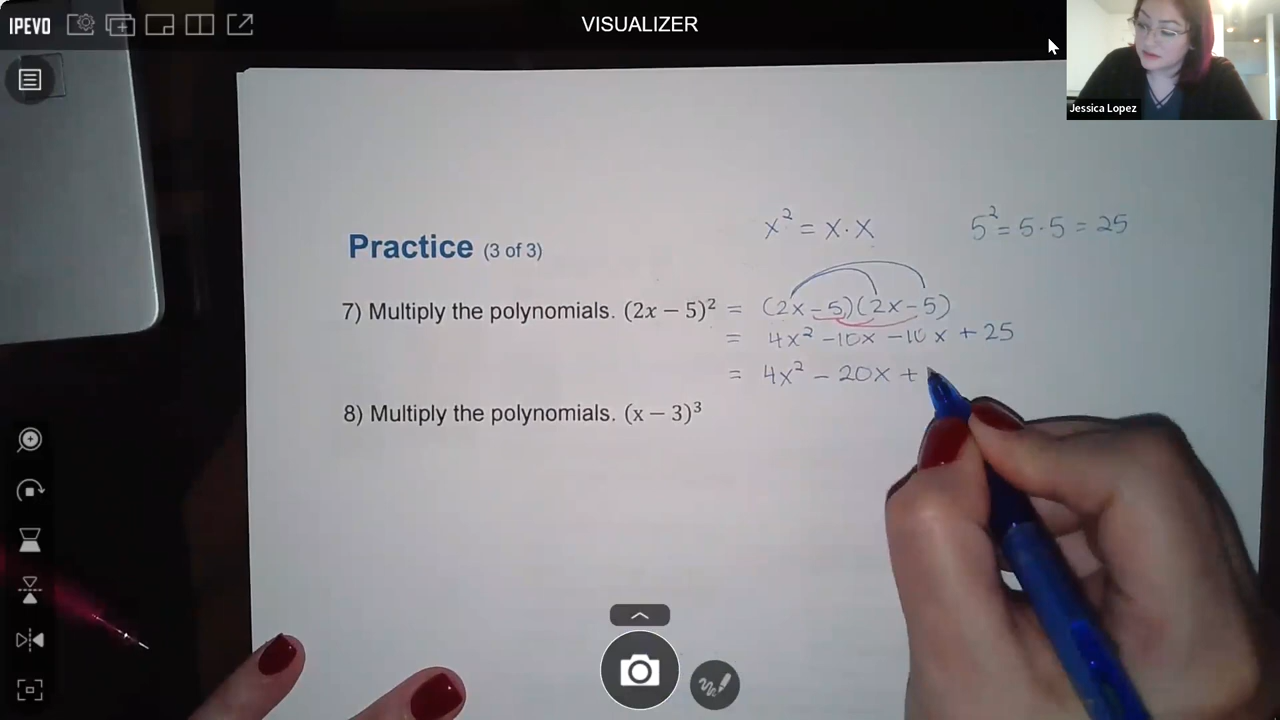 IPEVO
VISUALIZER
Jessica Lopez
x² = x·x
5² = 5·5 = 25
Practice (3 of 3)
7) Multiply the polynomials. (2x − 5)² = (2x−5)(2x−5)
= 4x² −10x −10x + 25
= 4x² − 20x +
8) Multiply the polynomials. (x − 3)³